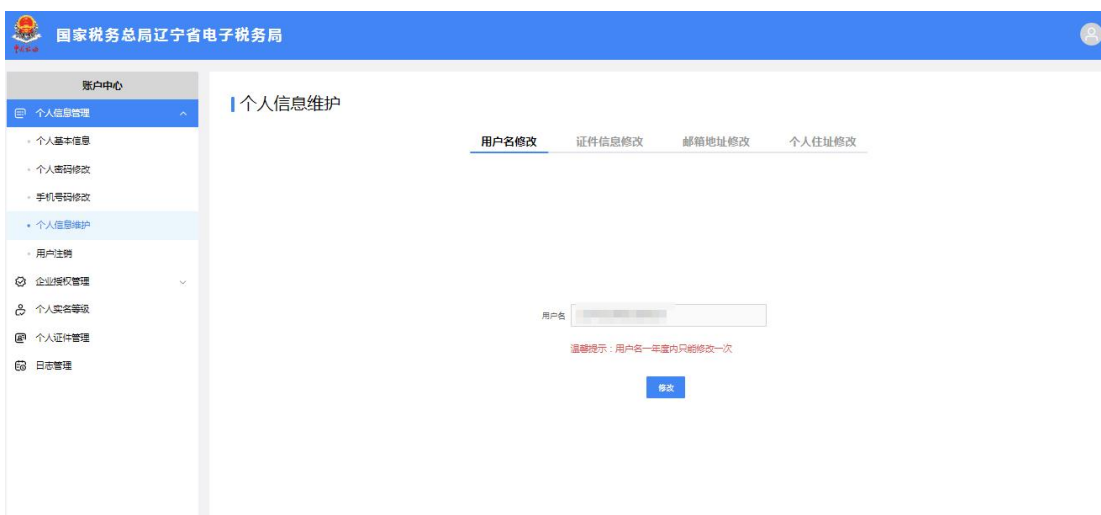 国家税务总局辽宁省电子税务局
账户中心
个人信息管理
个人基本信息
个人密码修改
手机号码修改
个人信息维护
用户注销
企业授权管理
个人实名等级
个人证件管理
日志管理
个人信息维护
用户名修改 证件信息修改 邮箱地址修改 个人住址修改
用户名
温馨提示：用户名一年度内只能修改一次
修改